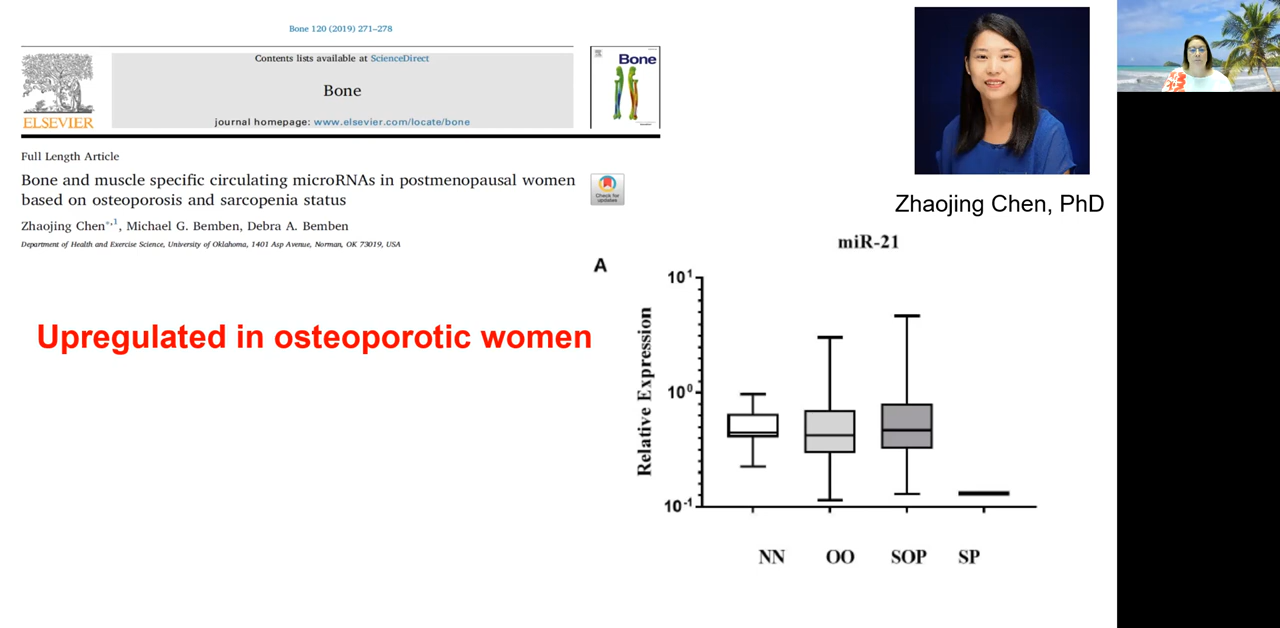 Bone 120 (2019) 271–278
Contents lists available at ScienceDirect
Bone
journal homepage: www.elsevier.com/locate/bone
ELSEVIER
Bone
Full Length Article
Bone and muscle specific circulating microRNAs in postmenopausal women
based on osteoporosis and sarcopenia status
Check for
updates
Zhaojing Chen*,1, Michael G. Bemben, Debra A. Bemben
Department of Health and Exercise Science, University of Oklahoma, 1401 Asp Avenue, Norman, OK 73019, USA
Zhaojing Chen, PhD
Upregulated in osteoporotic women
A
miR-21
Relative Expression
10¹
10⁰
10⁻¹
NN OO SOP SP